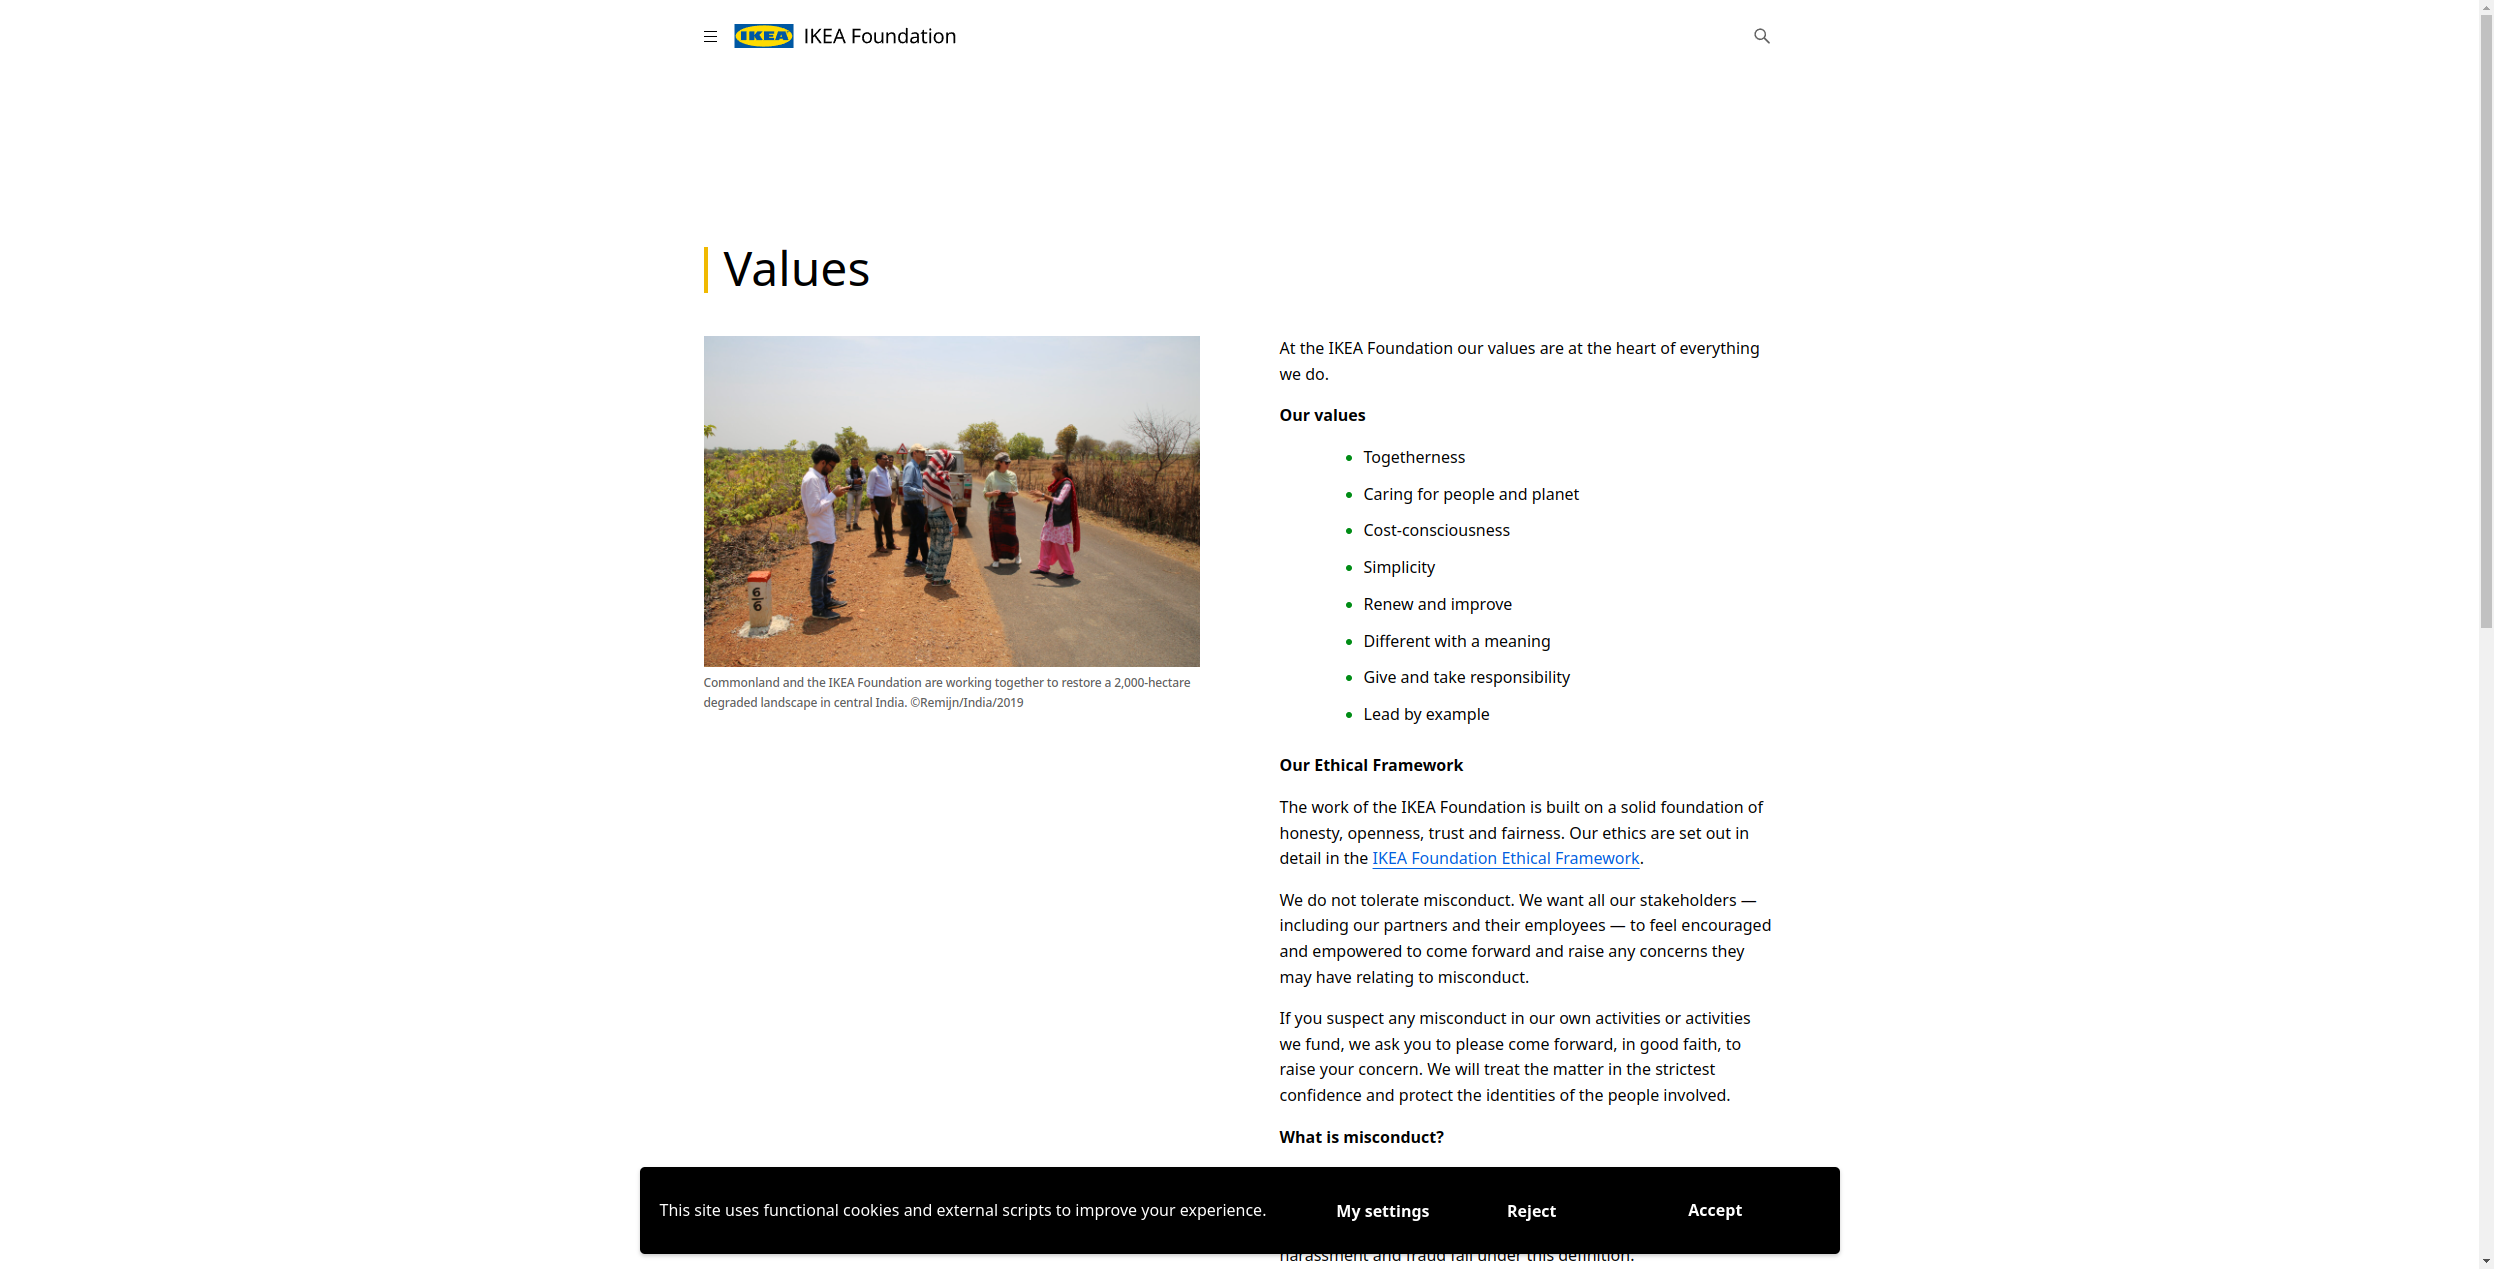 IKEA
IKEA Foundation
Values
6
6
Commonland and the IKEA Foundation are working together to restore a 2,000-hectare
degraded landscape in central India. ©Remijn/India/2019
At the IKEA Foundation our values are at the heart of everything
we do.
Our values
Togetherness
Caring for people and planet
Cost-consciousness
Simplicity
Renew and improve
Different with a meaning
Give and take responsibility
Lead by example
Our Ethical Framework
The work of the IKEA Foundation is built on a solid foundation of
honesty, openness, trust and fairness. Our ethics are set out in
detail in the IKEA Foundation Ethical Framework.
We do not tolerate misconduct. We want all our stakeholders —
including our partners and their employees — to feel encouraged
and empowered to come forward and raise any concerns they
may have relating to misconduct.
If you suspect any misconduct in our own activities or activities
we fund, we ask you to please come forward, in good faith, to
raise your concern. We will treat the matter in the strictest
confidence and protect the identities of the people involved.
What is misconduct?
This site uses functional cookies and external scripts to improve your experience.
My settings
Reject
Accept
harassment and fraud fall under this definition.